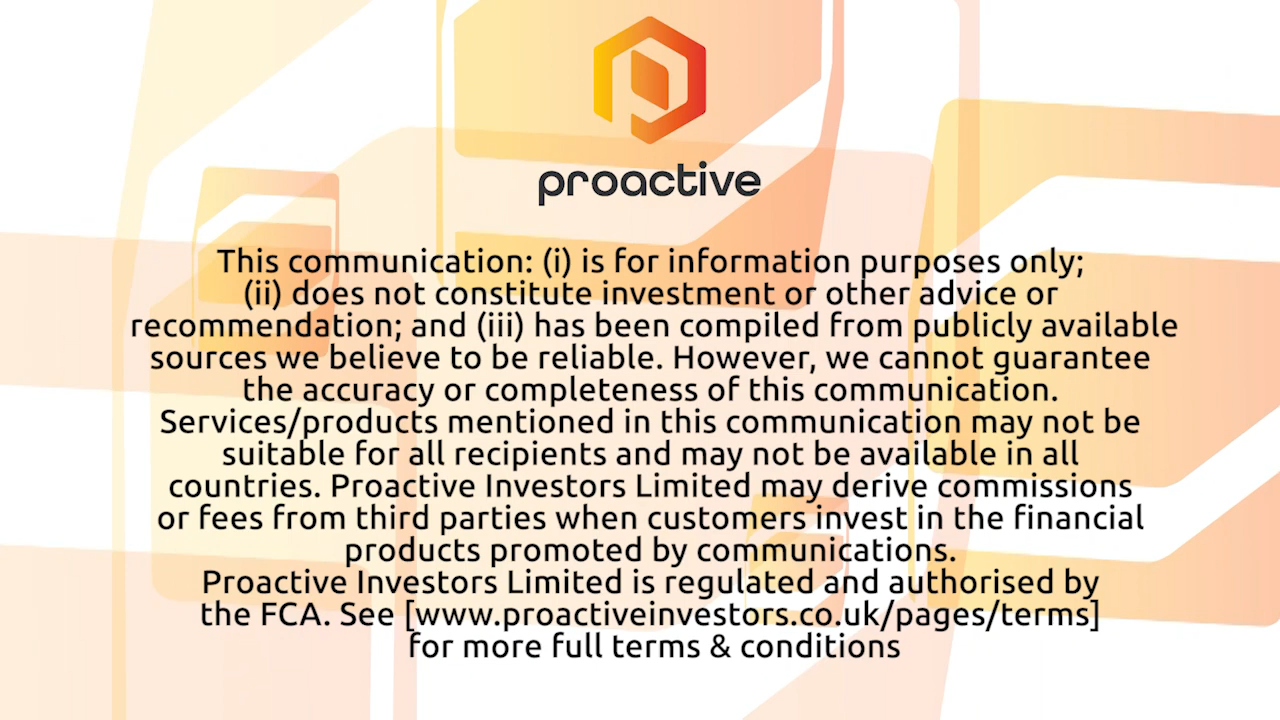 proactive
This communication: (i) is for information purposes only;
(ii) does not constitute investment or other advice or
recommendation; and (iii) has been compiled from publicly available
sources we believe to be reliable. However, we cannot guarantee
the accuracy or completeness of this communication.
Services/products mentioned in this communication may not be
suitable for all recipients and may not be available in all
countries. Proactive Investors Limited may derive commissions
or fees from third parties when customers invest in the financial
products promoted by communications.
Proactive Investors Limited is regulated and authorised by
the FCA. See [www.proactiveinvestors.co.uk/pages/terms]
for more full terms & conditions